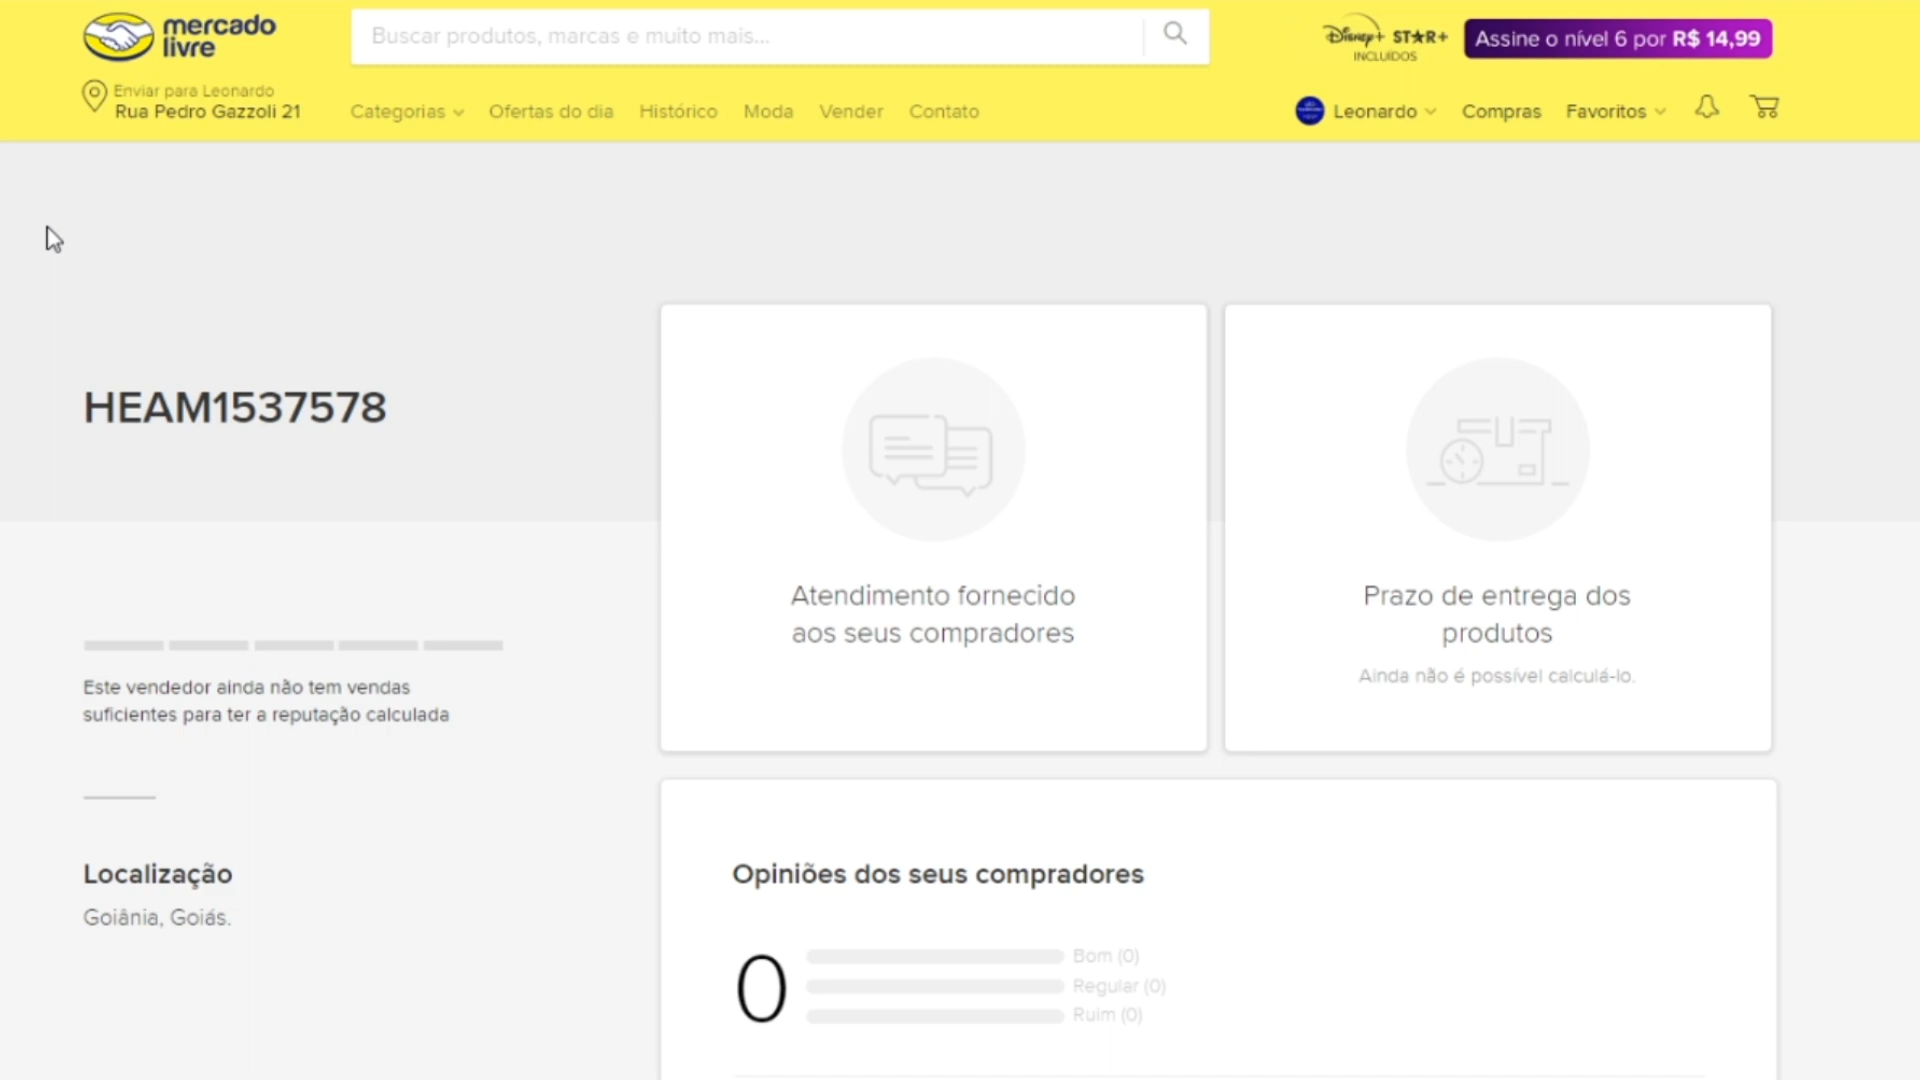 mercado
livre
Buscar produtos, marcas e muito mais...
Disney+ STAR+
INCLUÍDOS
Assine o nível 6 por R$ 14,99
Enviar para Leonardo
Rua Pedro Gazzoli 21
Categorias
Ofertas do dia
Histórico
Moda
Vender
Contato
Leonardo
Compras
Favoritos
HEAM1537578
Atendimento fornecido
aos seus compradores
Prazo de entrega dos
produtos
Ainda não é possível calculá-lo.
Este vendedor ainda não tem vendas
suficientes para ter a reputação calculada
Localização
Goiânia, Goiás.
Opiniões dos seus compradores
0
Bom (0)
Regular (0)
Ruim (0)